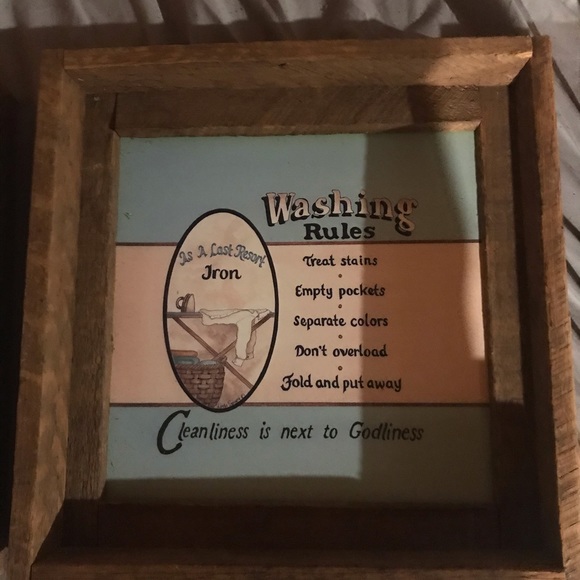 Washing
Rules
As A Last Resort
Iron
Treat stains
Empty pockets
Separate colors
Don't overload
Fold and put away
Cleanliness is next to Godliness